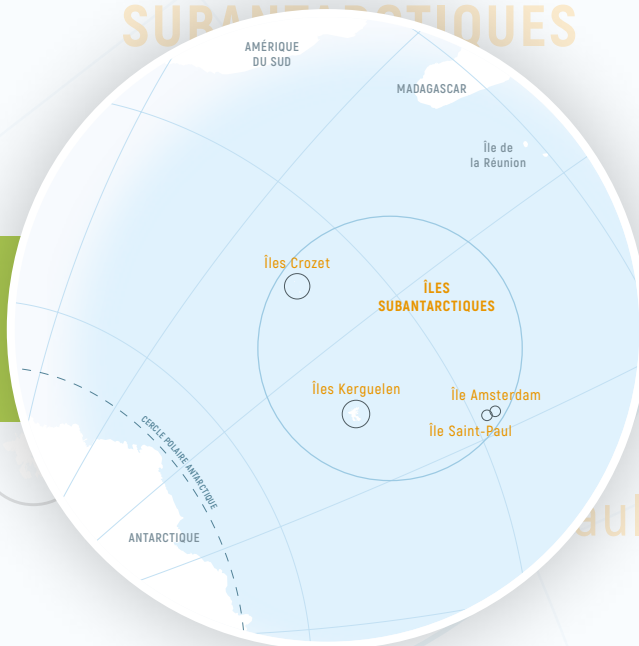 SUBANTARCTIQUES
AMÉRIQUE
DU SUD
MADAGASCAR
Île de
la Réunion
Îles Crozet
ÎLES
SUBANTARCTIQUES
Îles Kerguelen
Île Amsterdam
Île Saint-Paul
CERCLE POLAIRE ANTARCTIQUE
ANTARCTIQUE